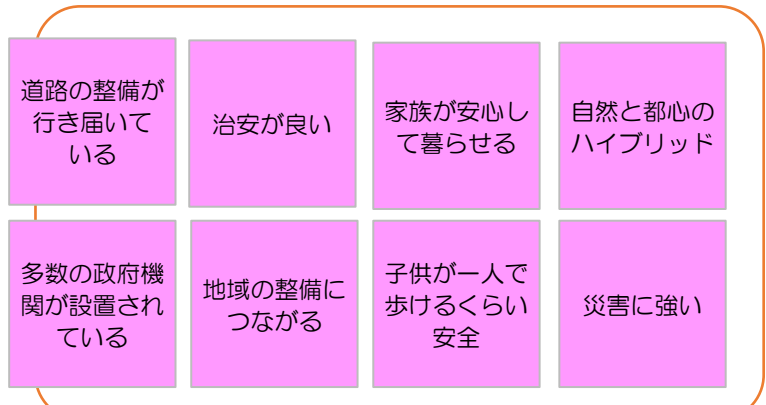 道路の整備が
行き届いて
いる
治安が良い
家族が安心し
て暮らせる
自然と都心の
ハイブリッド
多数の政府機
関が設置され
ている
地域の整備に
つながる
子供が一人で
歩けるくらい
安全
災害に強い